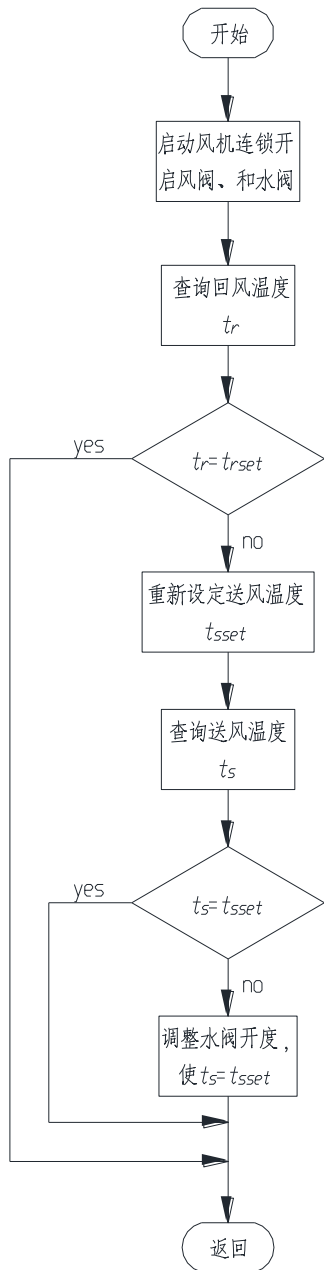 开始
启动风机连锁开
启风阀、和水阀
查询回风温度
tr
yes
tr=trset
no
重新设定送风温度
tsset
查询送风温度
ts
yes
ts=tsset
no
调整水阀开度，
使ts=tsset
返回